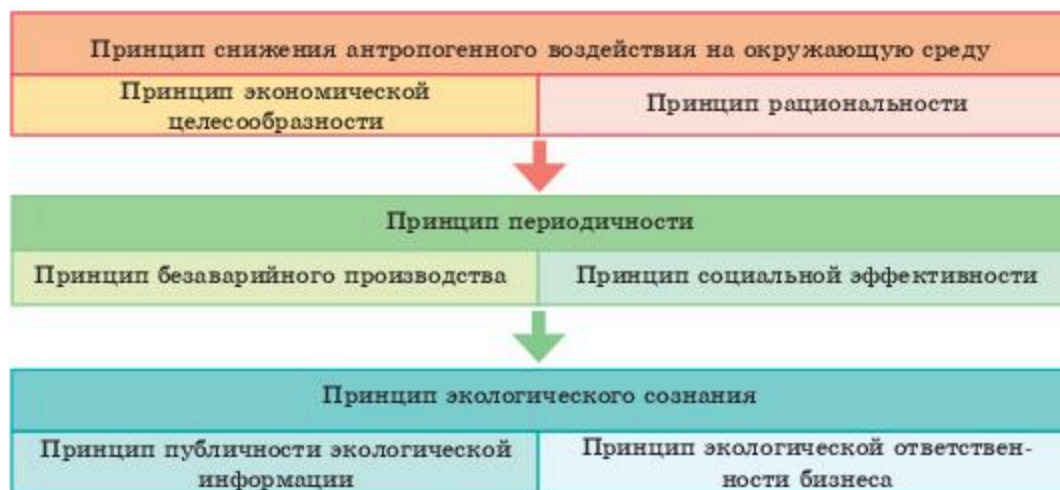 Принцип снижения антропогенного воздействия на окружающую среду
Принцип экономической
целесообразности
Принцип рациональности
Принцип периодичности
Принцип безаварийного производства
Принцип социальной эффективности
Принцип экологического сознания
Принцип публичности экологической
информации
Принцип экологической ответствен-
ности бизнеса